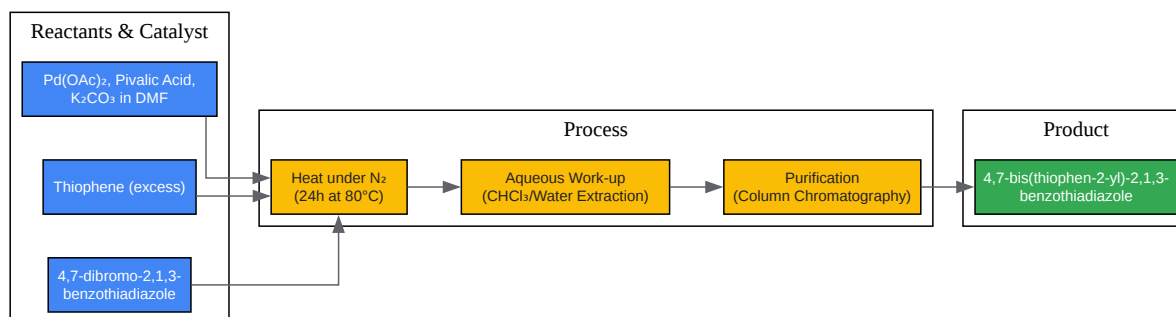 Reactants & Catalyst
Pd(OAc)₂, Pivalic Acid,
K₂CO₃ in DMF
Thiophene (excess)
4,7-dibromo-2,1,3-
benzothiadiazole
Process
Heat under N₂
(24h at 80°C)
Aqueous Work-up
(CHCl₃/Water Extraction)
Purification
(Column Chromatography)
Product
4,7-bis(thiophen-2-yl)-2,1,3-
benzothiadiazole